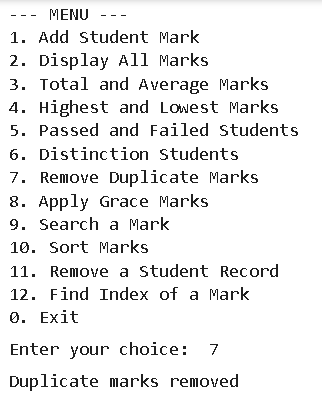 --- MENU ---
1. Add Student Mark
2. Display All Marks
3. Total and Average Marks
4. Highest and Lowest Marks
5. Passed and Failed Students
6. Distinction Students
7. Remove Duplicate Marks
8. Apply Grace Marks
9. Search a Mark
10. Sort Marks
11. Remove a Student Record
12. Find Index of a Mark
0. Exit
Enter your choice:  7
Duplicate marks removed